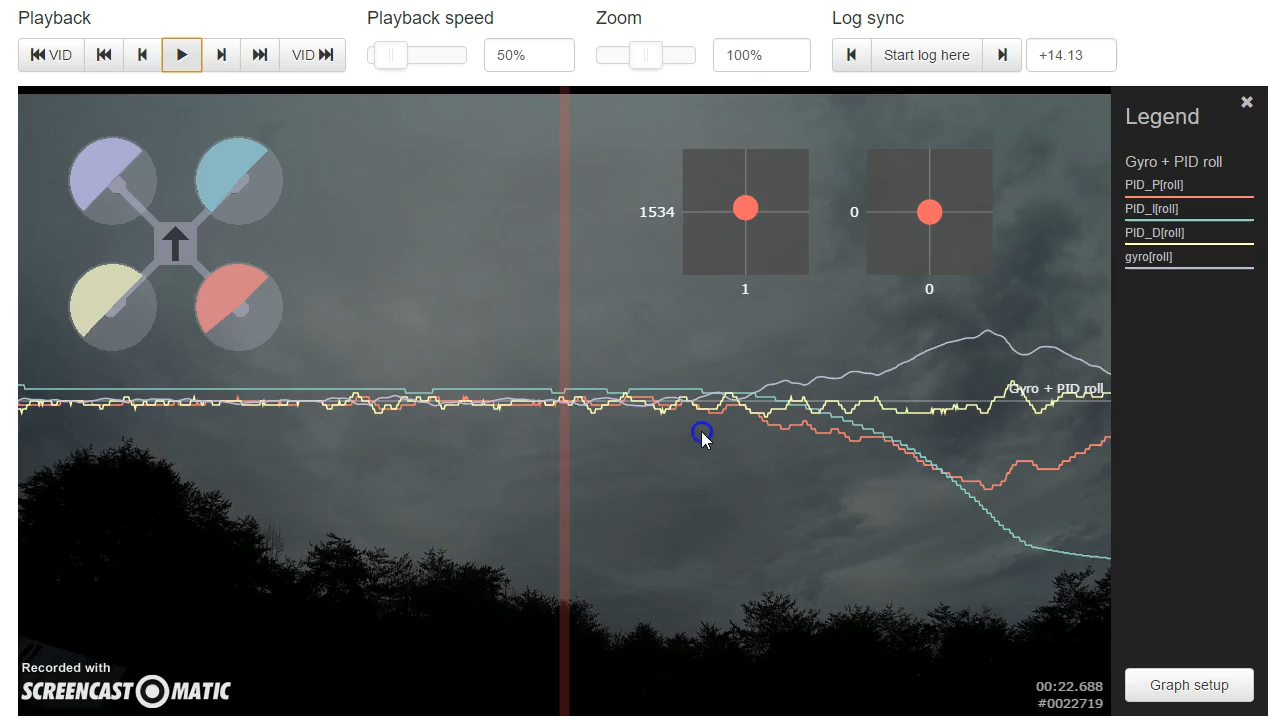 Playback
Playback speed
Zoom
Log sync
VID
VID
50%
100%
Start log here
+14.13
Legend
Gyro + PID roll
PID_P[roll]
PID_I[roll]
PID_D[roll]
gyro[roll]
1534
1
0
0
Gyro + PID roll
Recorded with
SCREENCAST MATIC
00:22.688
#0022719
Graph setup